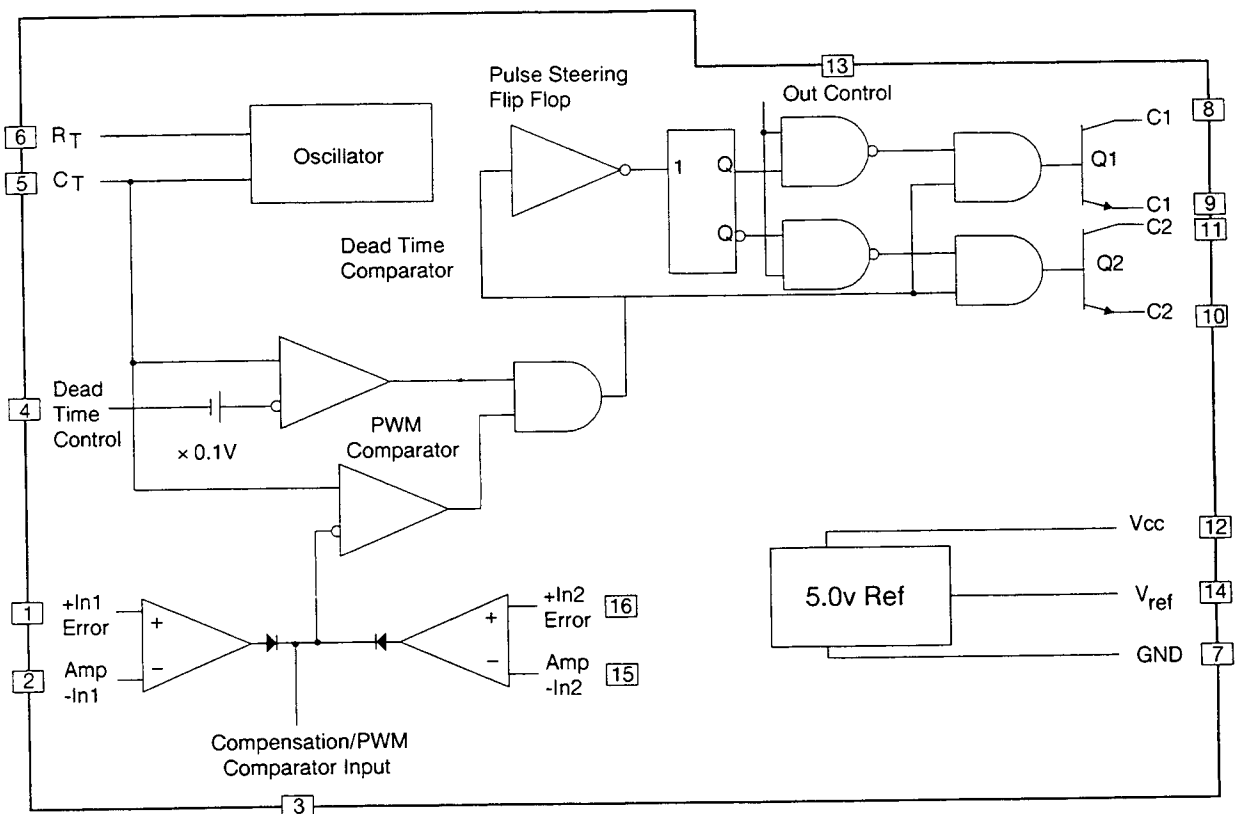 13
Pulse Steering
Flip Flop
Out Control
8
C1
6
RT
Oscillator
1
Q
Q1
5
CT
C1
9
C2
11
Dead Time
Comparator
Q
Q2
C2
10
4
Dead
Time
Control
× 0.1V
PWM
Comparator
Vcc
12
5.0v Ref
Vref
14
GND
7
1
+In1
Error
+
+
+In2
Error
16
2
Amp
-In1
−
−
Amp
-In2
15
Compensation/PWM
Comparator Input
3